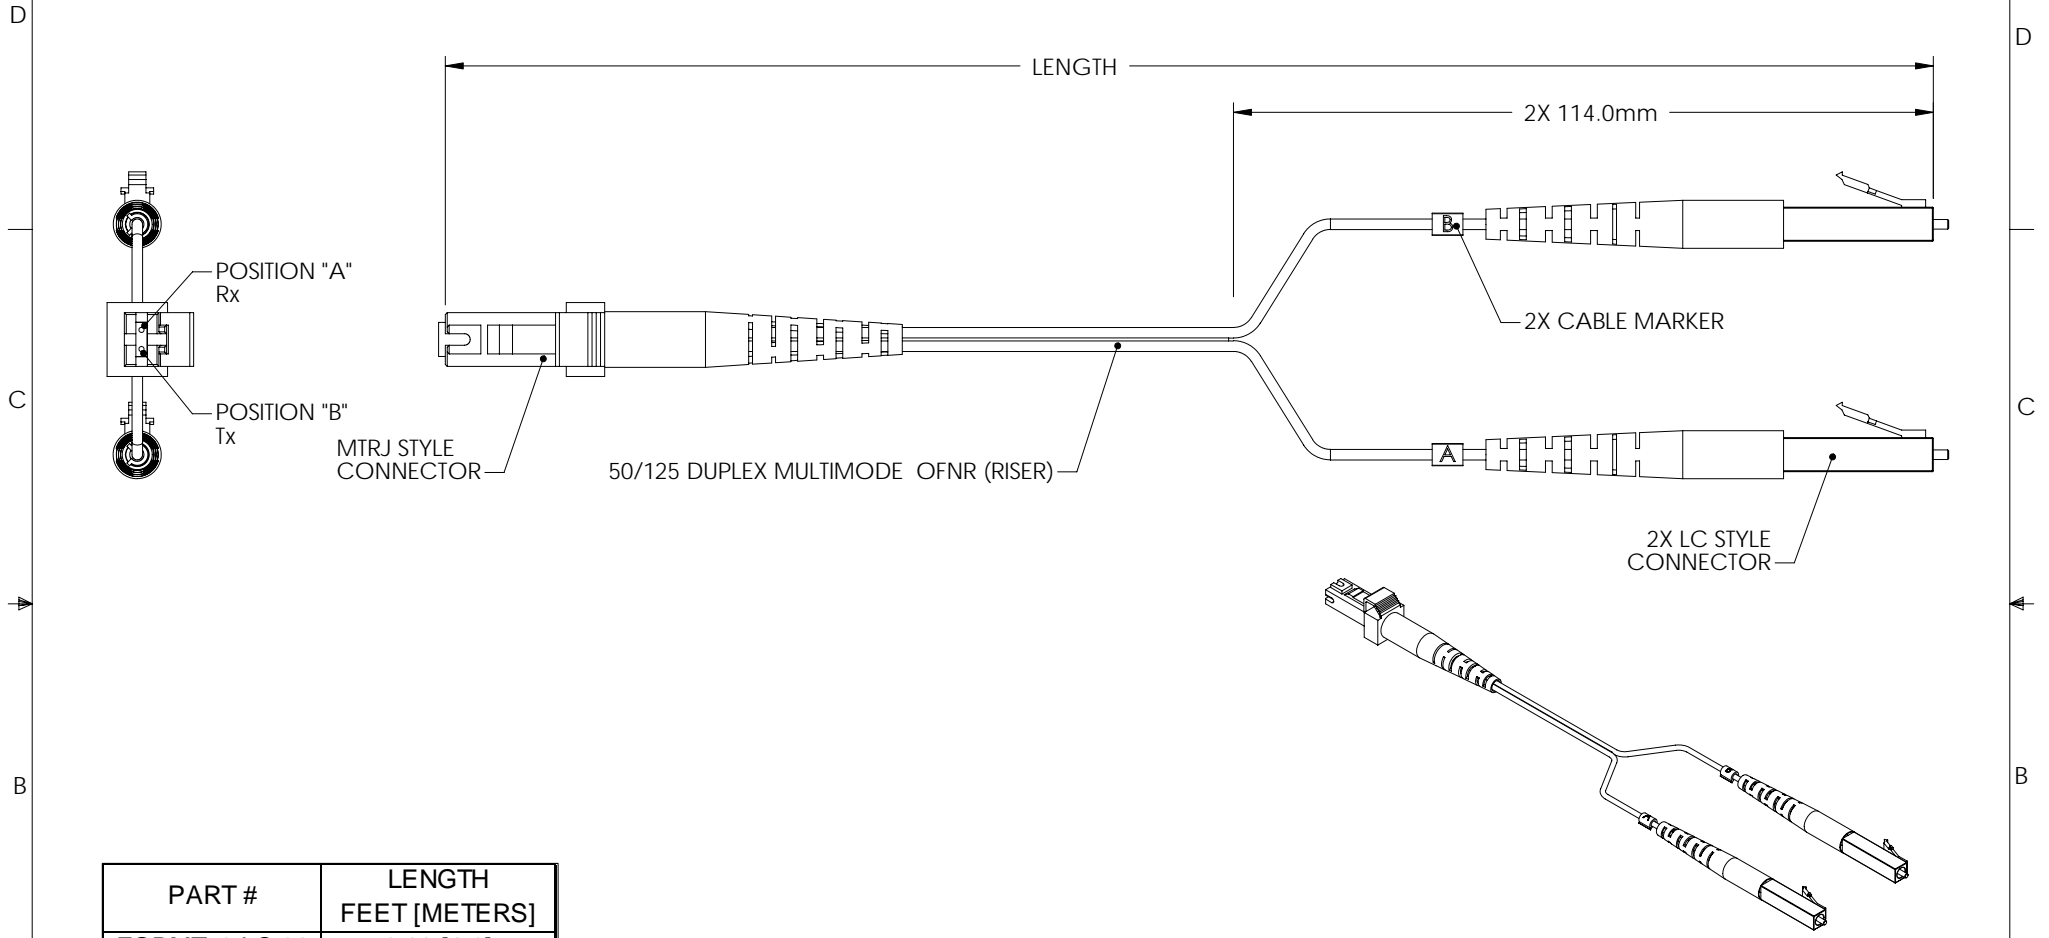 D
D
LENGTH
2X 114.0mm
B
POSITION "A"
Rx
2X CABLE MARKER
C
C
POSITION "B"
Tx
MTRJ STYLE
CONNECTOR
50/125 DUPLEX MULTIMODE OFNR (RISER)
A
2X LC STYLE
CONNECTOR
B
B
PART #
LENGTH
FEET [METERS]